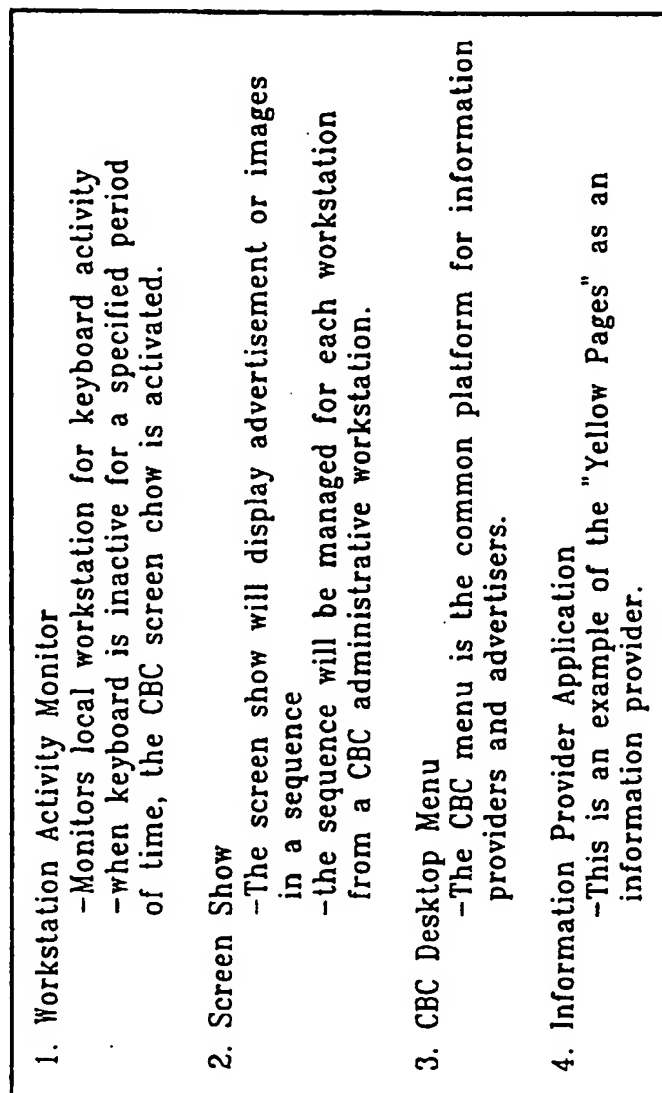 1. Workstation Activity Monitor
-Monitors local workstation for keyboard activity
-when keyboard is inactive for a specified period
of time, the CBC screen chow is activated.
2. Screen Show
-The screen show will display advertisement or images
in a sequence
-the sequence will be managed for each workstation
from a CBC administrative workstation.
3. CBC Desktop Menu
-The CBC menu is the common platform for information
providers and advertisers.
4. Information Provider Application
-This is an example of the "Yellow Pages" as an
information provider.